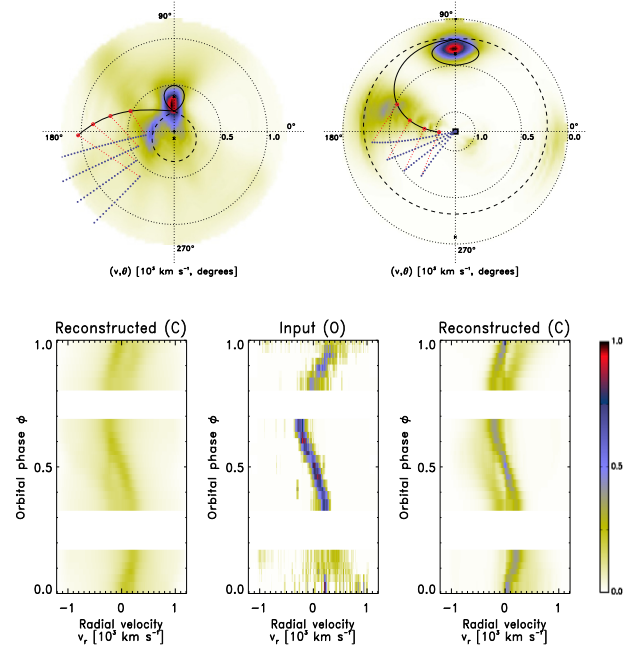 90° 90°
180° 0.5 1.0 0° 180° 1.0 0.0 0°
270° 270°
(v,θ) [10³ km s⁻¹, degrees] (v,θ) [10³ km s⁻¹, degrees]
Reconstructed (C) Input (O) Reconstructed (C)
1.0 1.0 1.0 1.0
Orbital phase ϕ Orbital phase ϕ Orbital phase ϕ
0.5 0.5 0.5 0.5
0.0 0.0 0.0 0.0
−1 0 1 −1 0 1 −1 0 1
Radial velocity Radial velocity Radial velocity
vᵣ [10³ km s⁻¹] vᵣ [10³ km s⁻¹] vᵣ [10³ km s⁻¹]